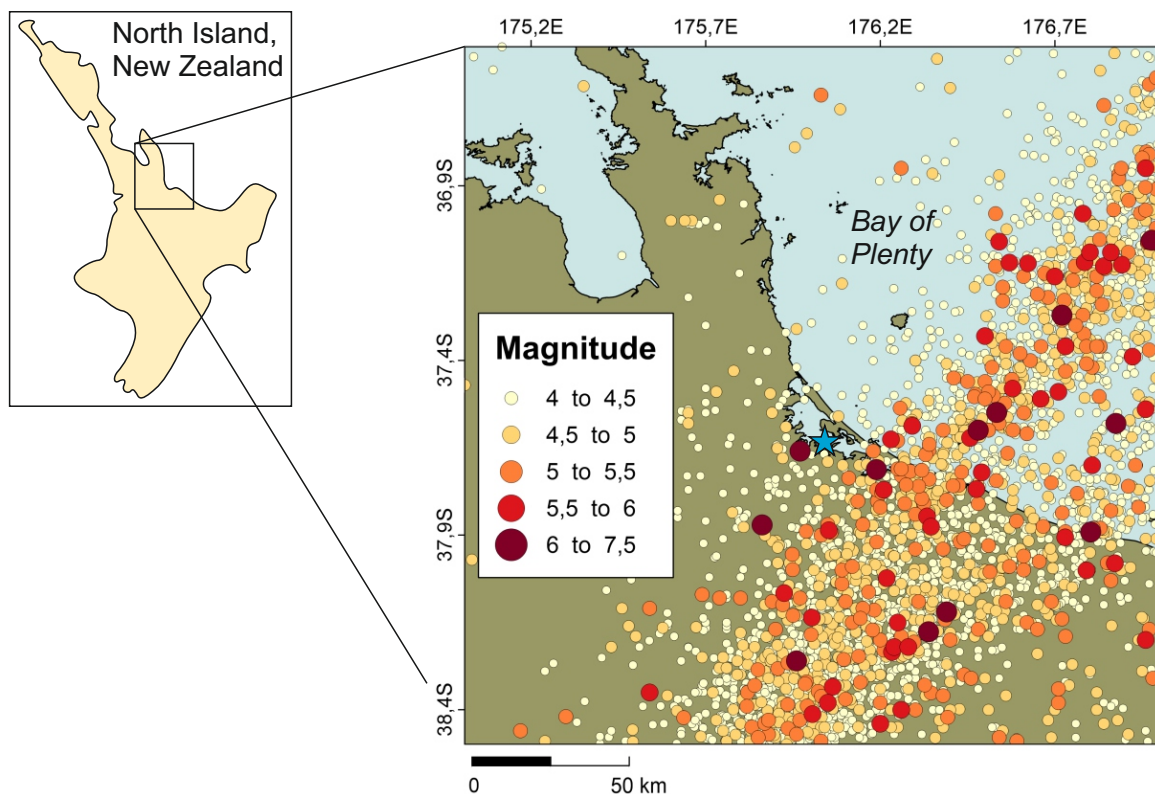 North Island,
New Zealand
175,2E
175,7E
176,2E
176,7E
36,9S
37,4S
37,9S
38,4S
Bay of
Plenty
Magnitude
4 to 4,5
4,5 to 5
5 to 5,5
5,5 to 6
6 to 7,5
0
50 km